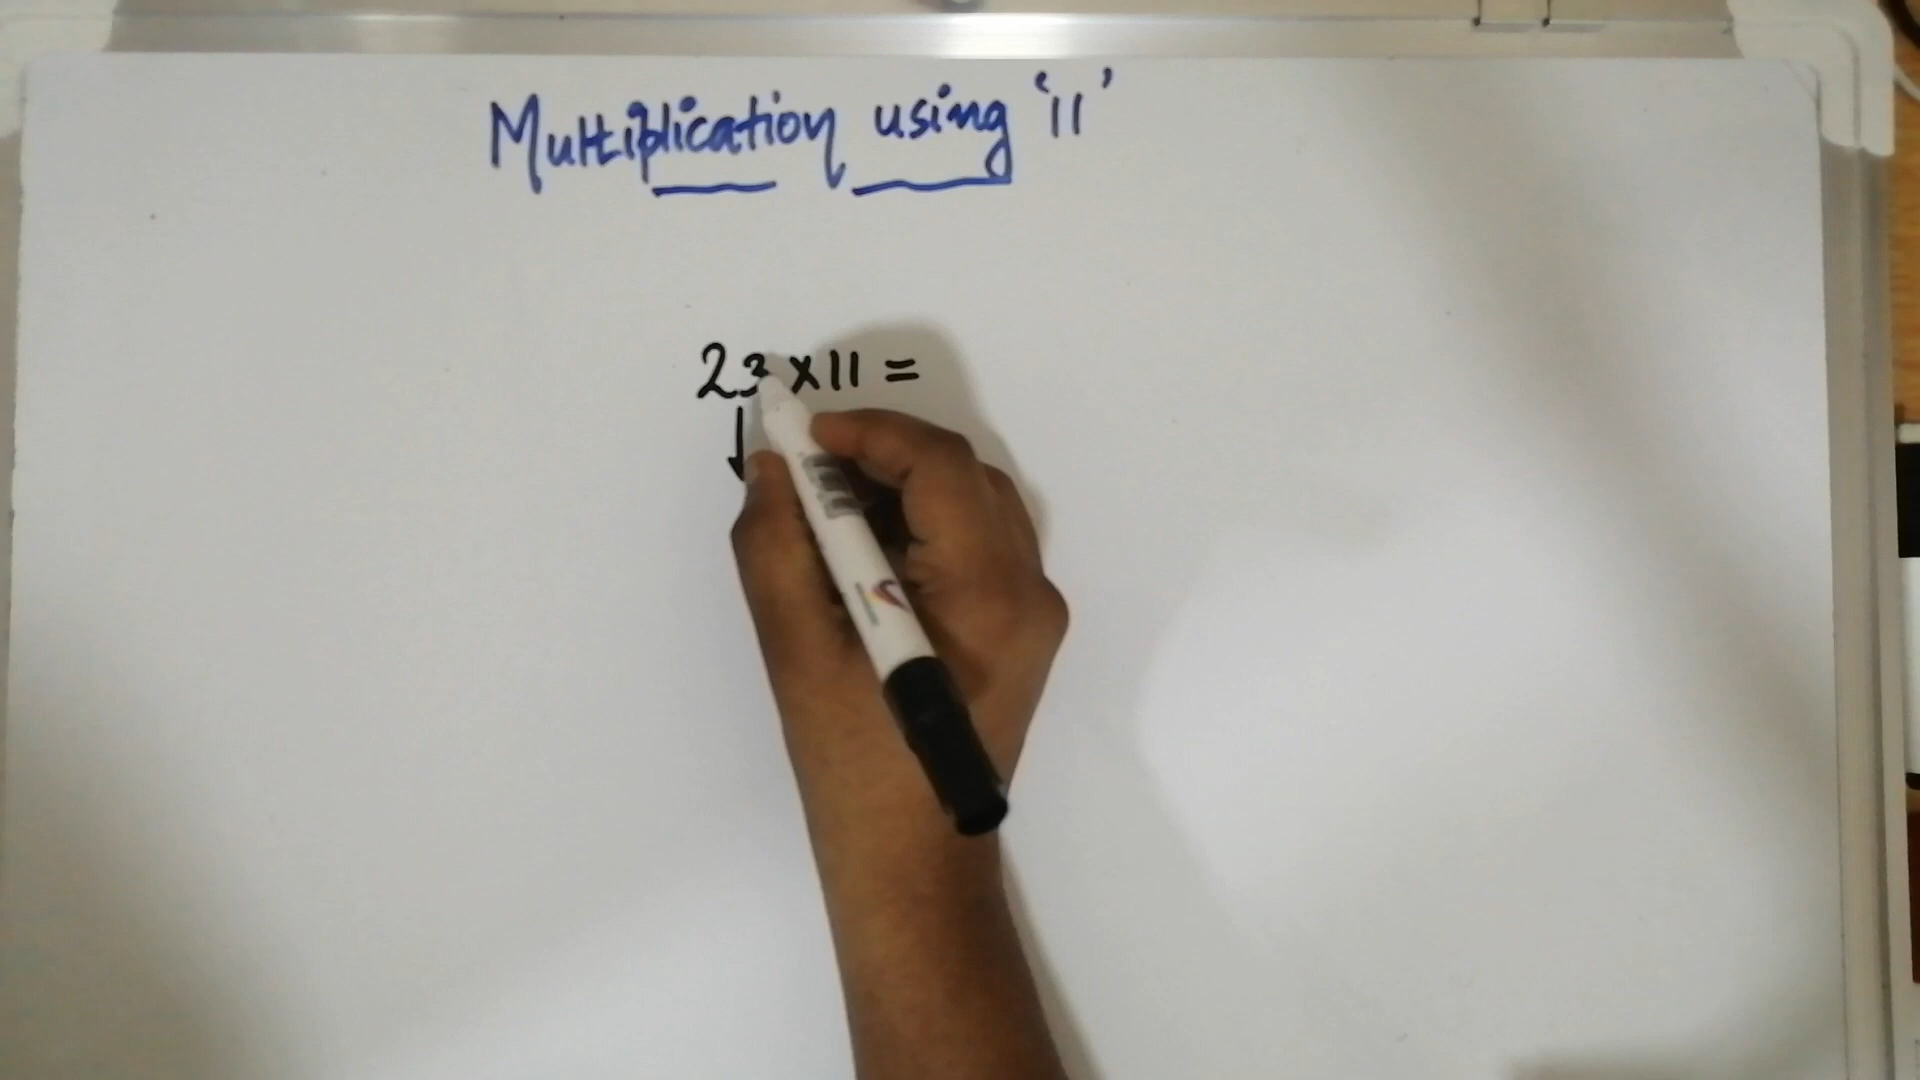 Multiplication using '11'
23 x 11 =